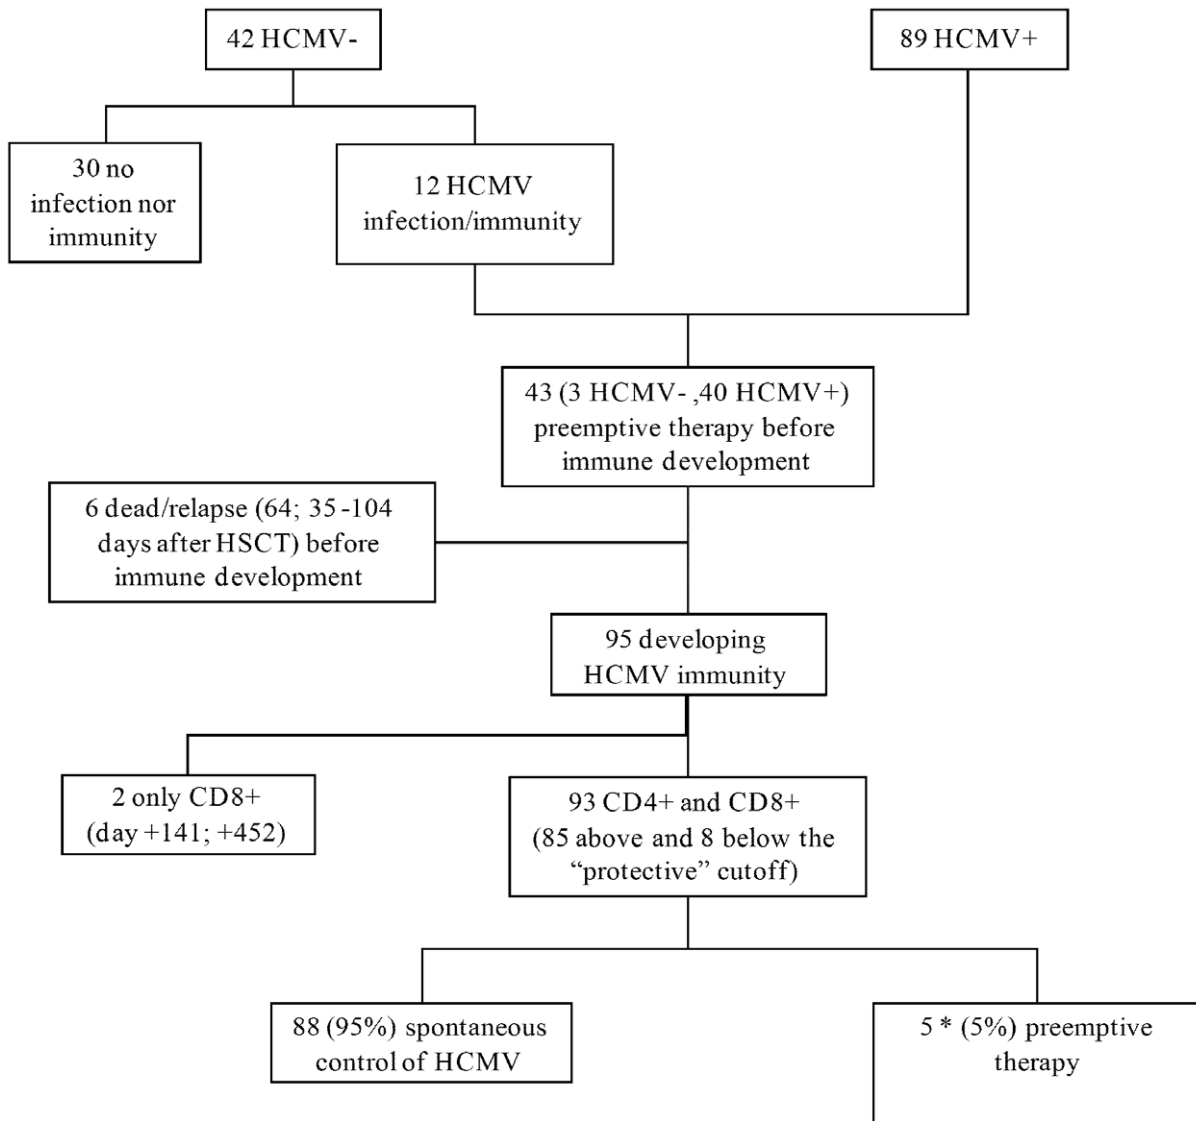 42 HCMV-
89 HCMV+
30 no
infection nor
immunity
12 HCMV
infection/immunity
43 (3 HCMV- ,40 HCMV+)
preemptive therapy before
immune development
6 dead/relapse (64; 35-104
days after HSCT) before
immune development
95 developing
HCMV immunity
2 only CD8+
(day +141; +452)
93 CD4+ and CD8+
(85 above and 8 below the
“protective” cutoff)
88 (95%) spontaneous
control of HCMV
5 * (5%) preemptive
therapy